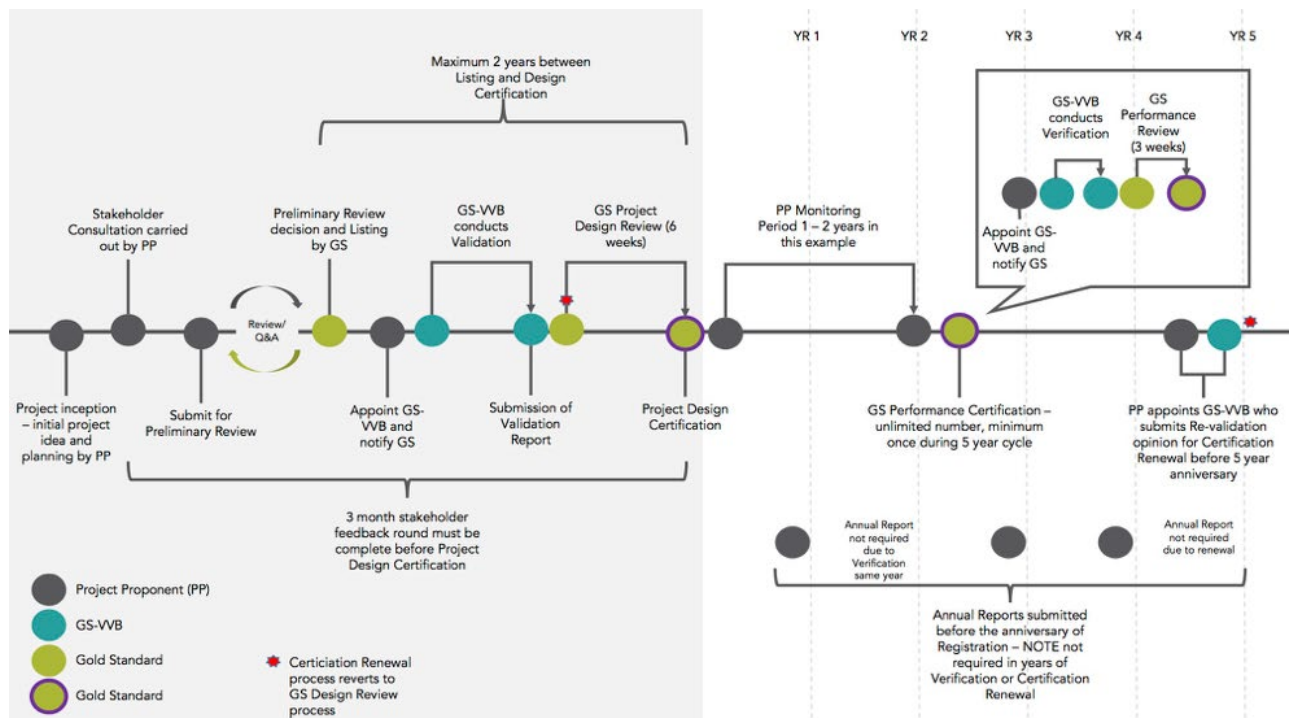 YR 1
YR 2
YR 3
YR 4
YR 5
Maximum 2 years between
Listing and Design
Certification
GS-VVB
conducts
Verification
GS
Performance
Review
(3 weeks)
Appoint GS-
VVB and
notify GS
Stakeholder
Consultation carried
out by PP
Preliminary Review
decision and Listing
by GS
GS-VVB
conducts
Validation
GS Project
Design Review (6
weeks)
PP Monitoring
Period 1 – 2 years in
this example
Review/
Q&A
Project inception
– initial project
idea and
planning by PP
Submit for
Preliminary Review
Appoint GS-
VVB and
notify GS
Submission of
Validation
Report
Project Design
Certification
GS Performance Certification –
unlimited number, minimum
once during 5 year cycle
PP appoints GS-VVB who
submits Re-validation
opinion for Certification
Renewal before 5 year
anniversary
3 month stakeholder
feedback round must be
complete before Project
Design Certification
Annual Report
not required
due to
Verification
same year
Annual Report
not required
due to renewal
Annual Reports submitted
before the anniversary of
Registration – NOTE not
required in years of
Verification or Certification
Renewal
Project Proponent (PP)
GS-VVB
Gold Standard
Gold Standard
Certiciation Renewal
process reverts to
GS Design Review
process